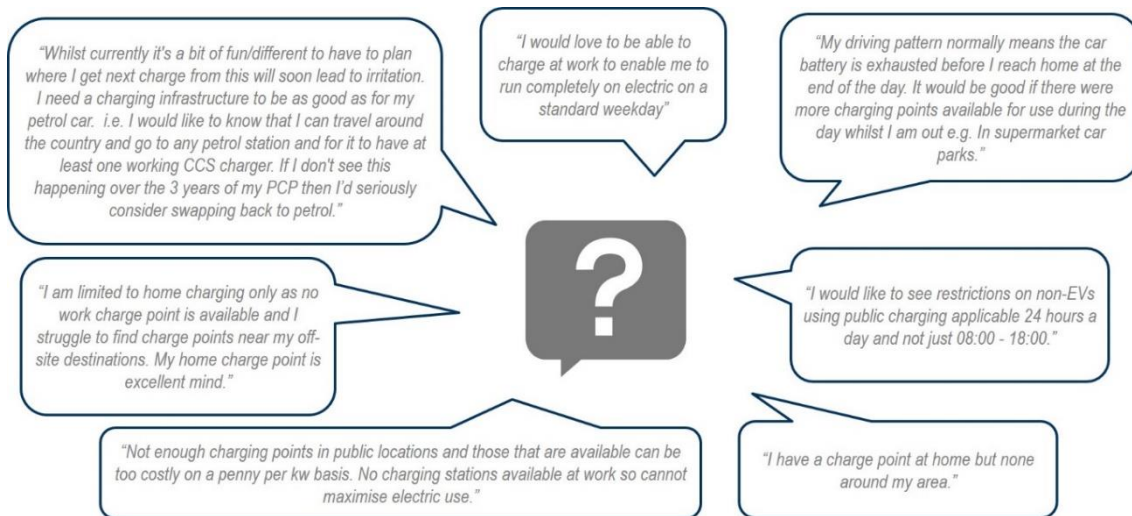 “Whilst currently it's a bit of fun/different to have to plan
where I get next charge from this will soon lead to irritation.
I need a charging infrastructure to be as good as for my
petrol car.  i.e. I would like to know that I can travel around
the country and go to any petrol station and for it to have at
least one working CCS charger. If I don't see this
happening over the 3 years of my PCP then I’d seriously
consider swapping back to petrol.”
“I would love to be able to
charge at work to enable me to
run completely on electric on a
standard weekday”
“My driving pattern normally means the car
battery is exhausted before I reach home at the
end of the day. It would be good if there were
more charging points available for use during the
day whilst I am out e.g. In supermarket car
parks.”
“I am limited to home charging only as no
work charge point is available and I
struggle to find charge points near my off-
site destinations. My home charge point is
excellent mind.”
?
“I would like to see restrictions on non-EVs
using public charging applicable 24 hours a
day and not just 08:00 - 18:00.”
“Not enough charging points in public locations and those that are available can be
too costly on a penny per kw basis. No charging stations available at work so cannot
maximise electric use.”
“I have a charge point at home but none
around my area.”